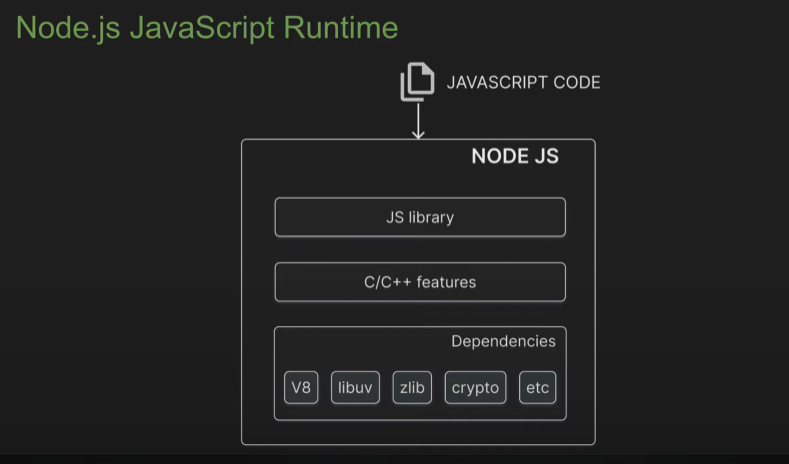 Node.js JavaScript Runtime
JAVASCRIPT CODE
NODE JS
JS library
C/C++ features
Dependencies
V8 libuv zlib crypto etc